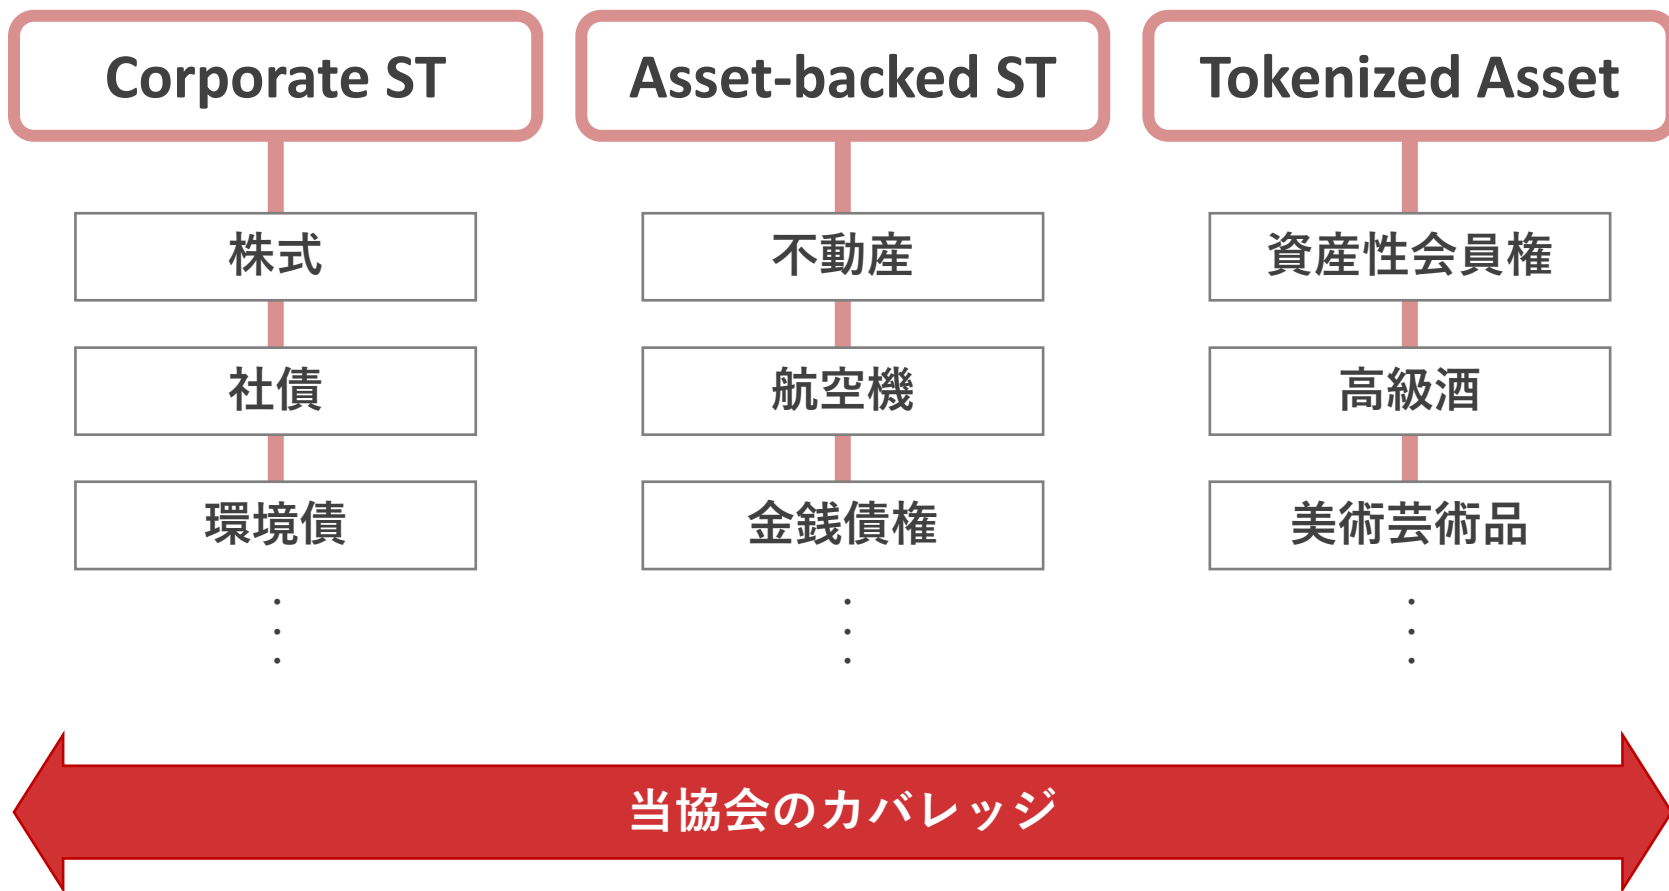 Corporate ST
株式
社債
環境債
・
・
・
Asset-backed ST
不動産
航空機
金銭債権
・
・
・
Tokenized Asset
資産性会員権
高級酒
美術芸術品
・
・
・
当協会のカバレッジ